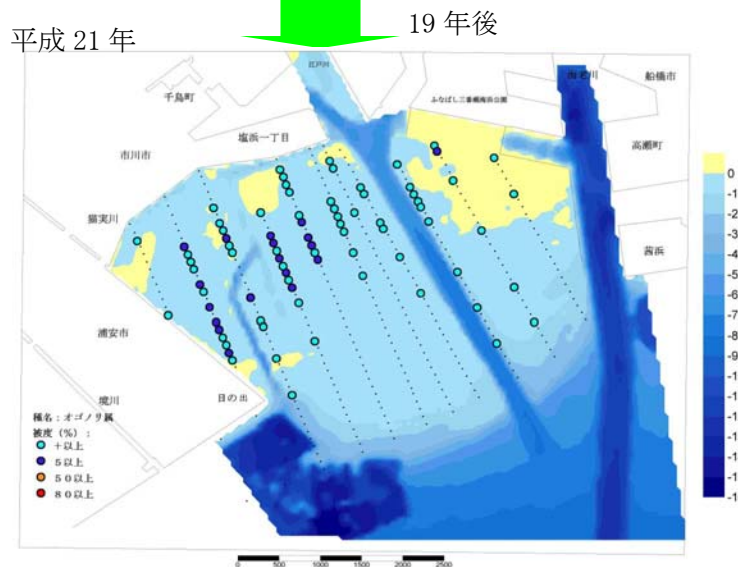 19 年後
平成 21 年
江戸川
船橋市
千鳥町
ふなばし三番瀬海浜公園
塩浜一丁目
高瀬町
市川市
猫実川
茜浜
浦安市
日の出
境川
種名：オゴノリ属
被度（%）：
＋以上
５以上
５０以上
８０以上
0
-1
-2
-3
-4
-5
-6
-7
-8
-9
0 500 1000 1500 2000 2500